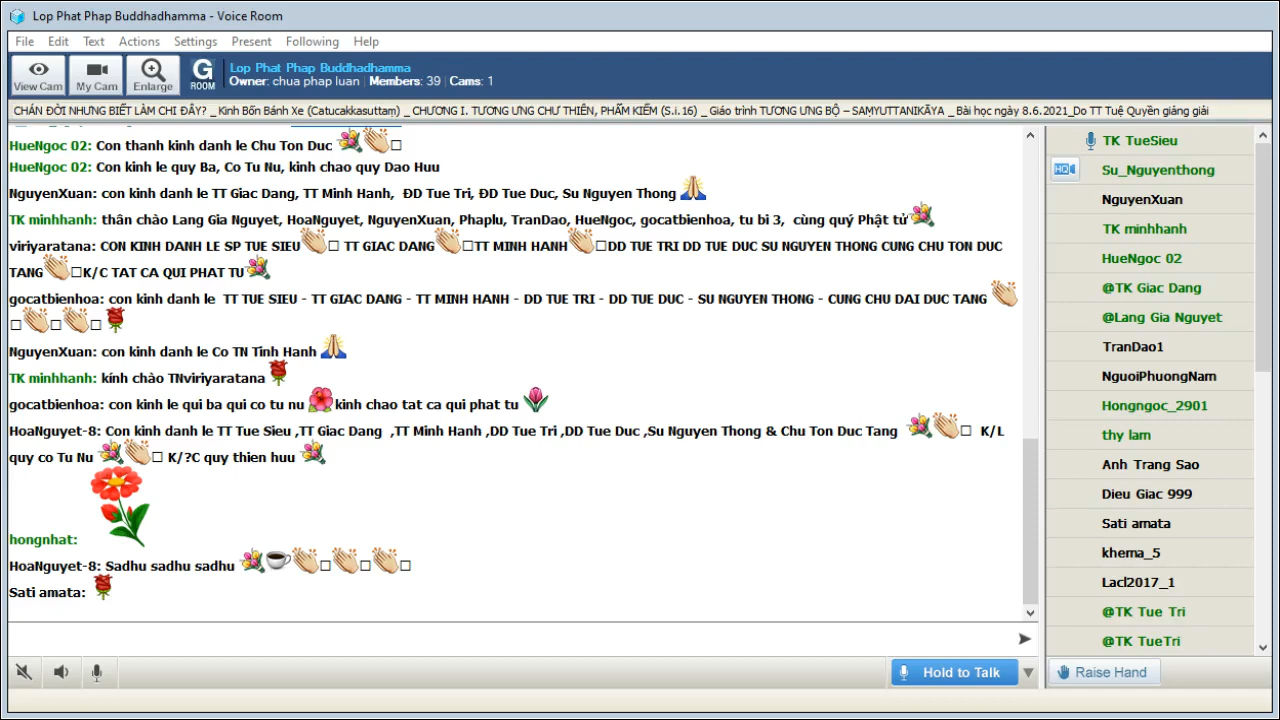 Lop Phat Phap Buddhadhamma - Voice Room
File Edit Text Actions Settings Present Following Help
View Cam
My Cam
Enlarge
G
ROOM
Lop Phat Phap Buddhadhamma
Owner: chua phap luan | Members: 39 | Cams: 1
CHÁN ĐỜI NHƯNG BIẾT LÀM CHI ĐÂY? _Kinh Bốn Bánh Xe (Catucakkasuttaṃ) _CHƯƠNG I. TƯƠNG ƯNG CHƯ THIÊN, PHẨM KIẾM (S.i.16) _Giáo trình TƯƠNG ƯNG BỘ – SAṂYUTTANIKĀYA _Bài học ngày 8.6.2021_Do TT Tuệ Quyền giảng giải
HueNgoc 02: Con thanh kinh danh le Chu Ton Duc
HueNgoc 02: Con kinh le quy Ba, Co Tu Nu, kinh chao quy Dao Huu
NguyenXuan: con kinh danh le TT Giac Dang, TT Minh Hanh, ĐD Tue Tri, ĐD Tue Duc, Su Nguyen Thong
TK minhhanh: thân chào Lang Gia Nguyet, HoaNguyet, NguyenXuan, Phaplu, TranDao, HueNgoc, gocatbienhoa, tu bi 3, cùng quý Phật tử
viriyaratana: CON KINH DANH LE SP TUE SIEU TT GIAC DANG TT MINH HANH DD TUE TRI DD TUE DUC SU NGUYEN THONG CUNG CHU TON DUC
TANG K/C TAT CA QUI PHAT TU
gocatbienhoa: con kinh danh le TT TUE SIEU - TT GIAC DANG - TT MINH HANH - DD TUE TRI - DD TUE DUC - SU NGUYEN THONG - CUNG CHU DAI DUC TANG
NguyenXuan: con kinh danh le Co TN Tinh Hanh
TK minhhanh: kính chào TNviriyaratana
gocatbienhoa: con kinh le qui ba qui co tu nu kinh chao tat ca qui phat tu
HoaNguyet-8: Con kinh danh le TT Tue Sieu ,TT Giac Dang ,TT Minh Hanh ,DD Tue Tri ,DD Tue Duc ,Su Nguyen Thong & Chu Ton Duc Tang K/L
quy co Tu Nu K/?C quy thien huu
hongnhat:
HoaNguyet-8: Sadhu sadhu sadhu
Sati amata:
TK TueSieu
HQ
Su_Nguyenthong
NguyenXuan
TK minhhanh
HueNgoc 02
@TK Giac Dang
@Lang Gia Nguyet
TranDao1
NguoiPhuongNam
Hongngoc_2901
thy lam
Anh Trang Sao
Dieu Giac 999
Sati amata
khema_5
Lacl2017_1
@TK Tue Tri
@TK TueTri
Hold to Talk
Raise Hand